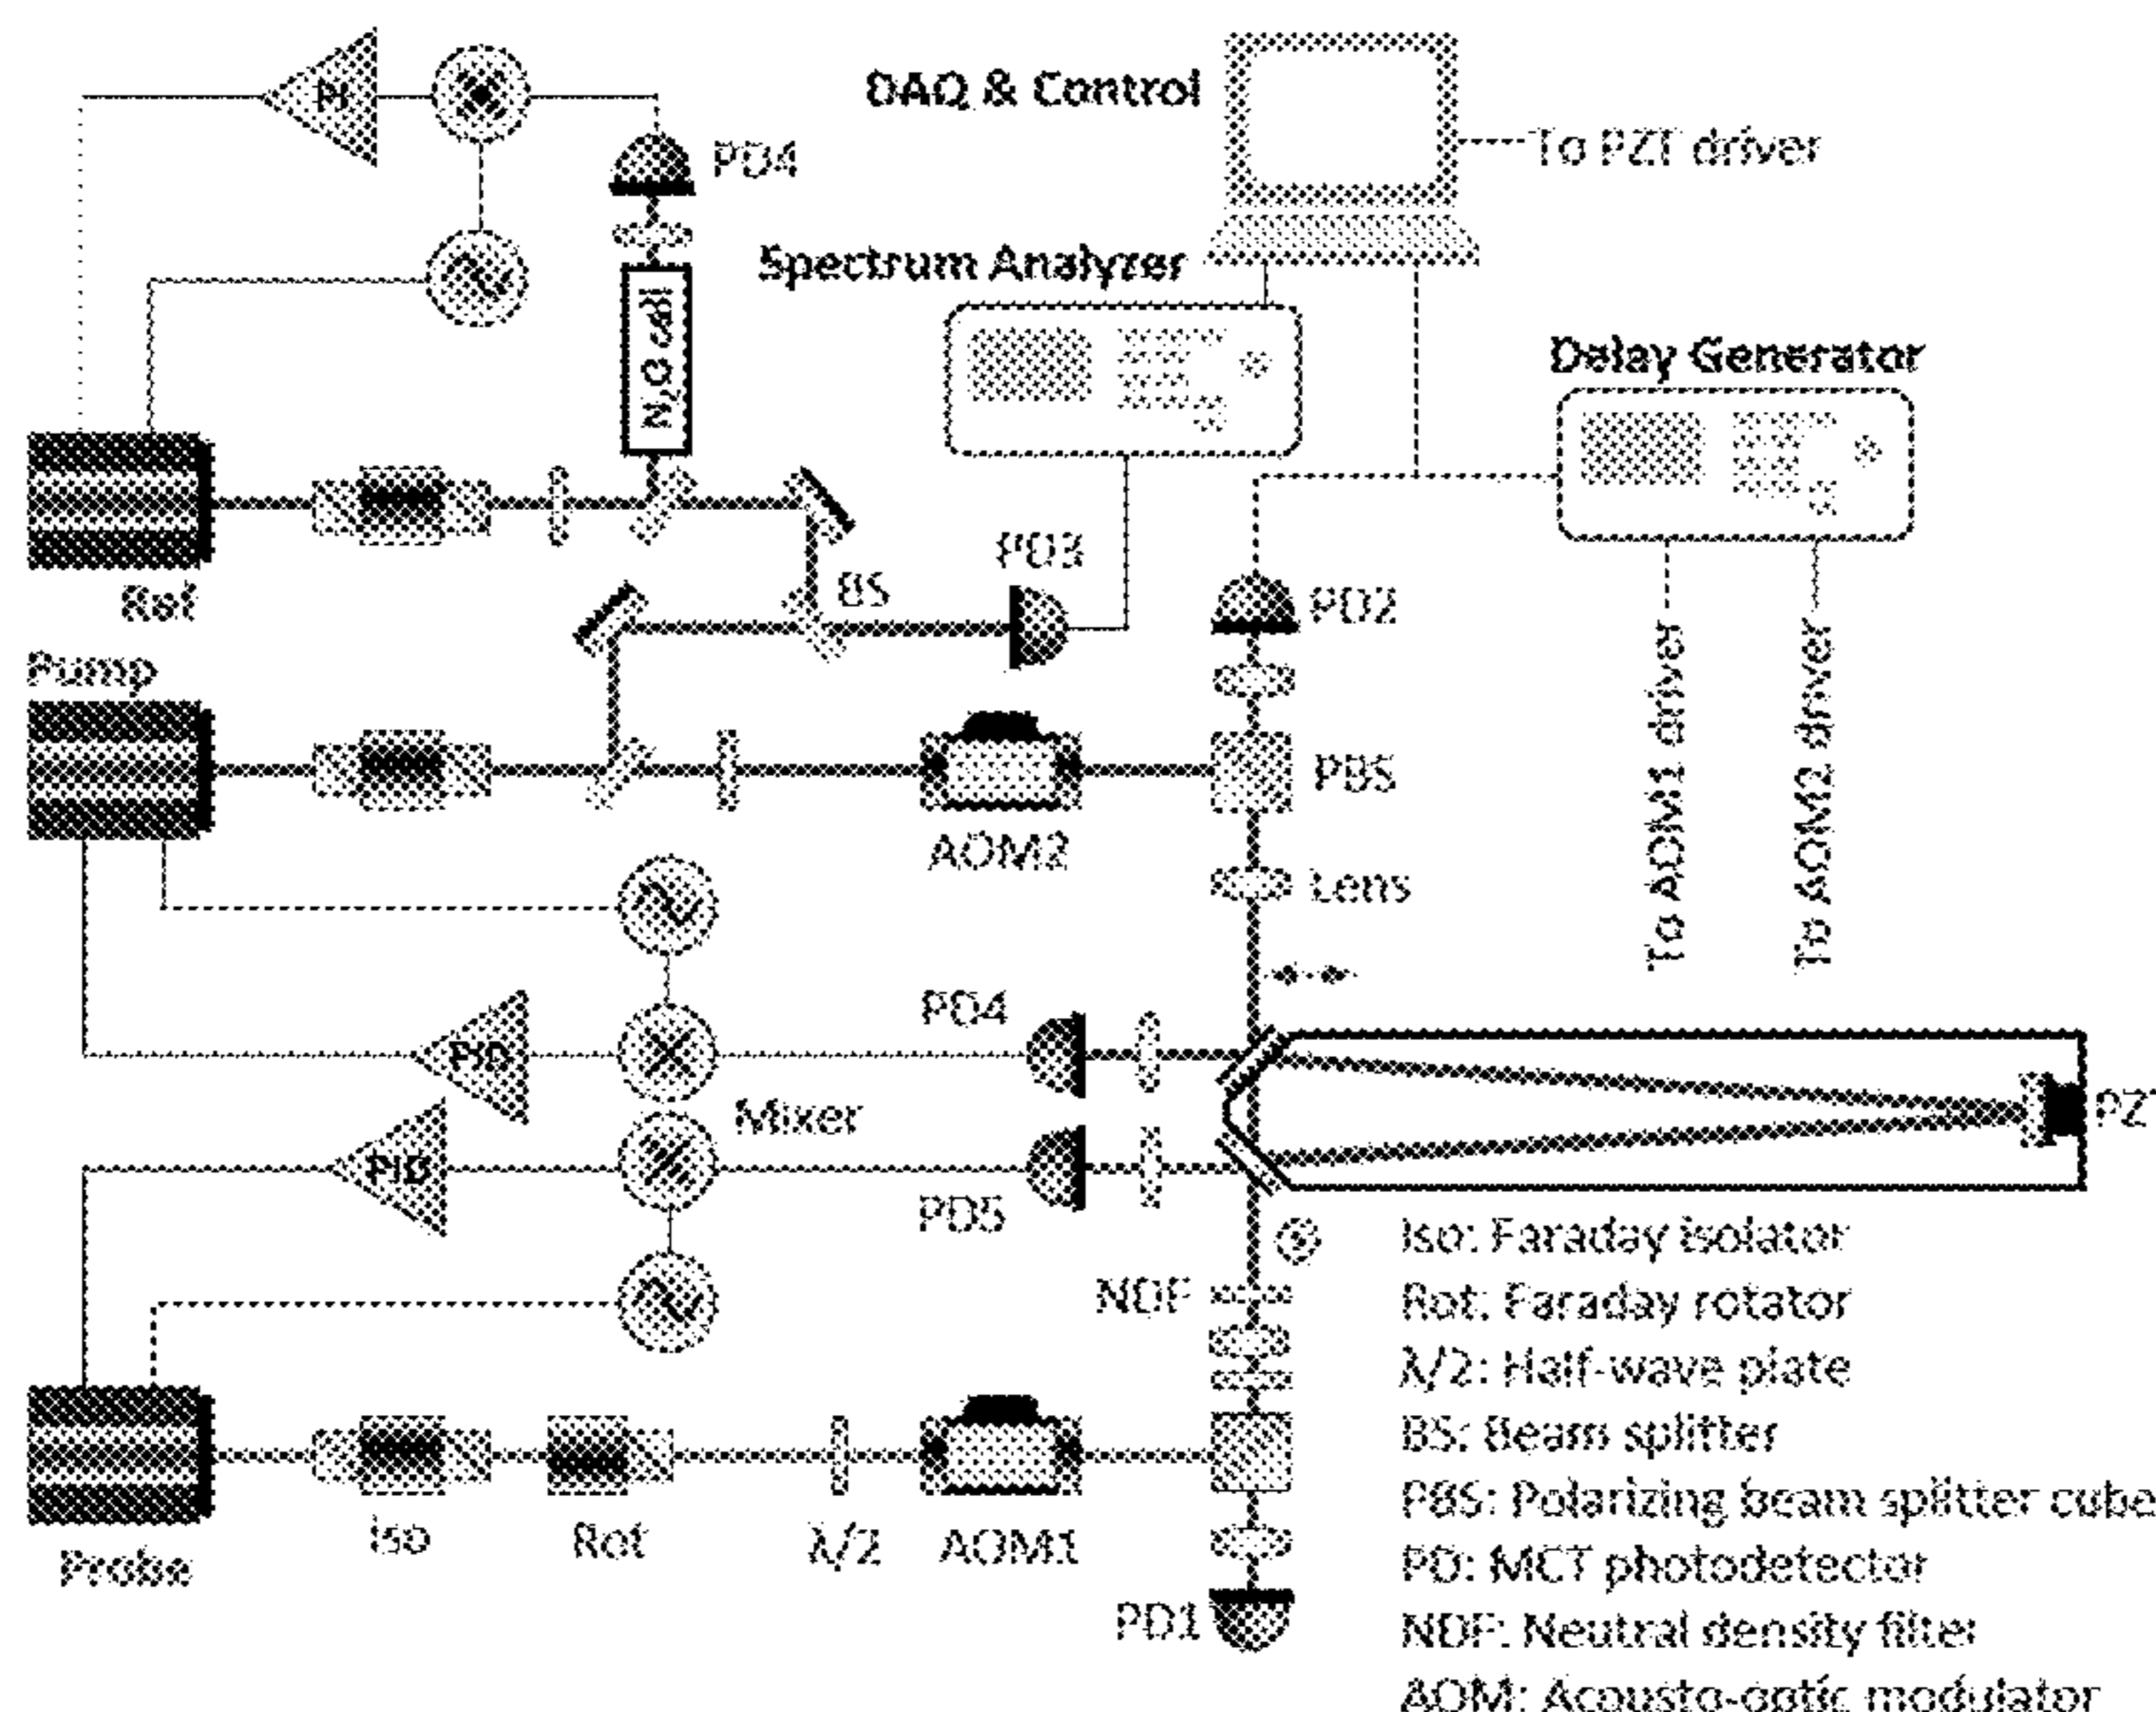 PI
DAQ & Control
PD4
To PZT driver
Spectrum Analyzer
N₂O cell
Delay Generator
Ref
BS
PD3
PD2
Pump
To AOM1 driver
To AOM2 driver
PBS
AOM2
Lens
PD4
PID
Mixer
PZ
PID
PD5
NDF
Iso: Faraday isolator
Rot: Faraday rotator
λ/2: Half-wave plate
BS: Beam splitter
PBS: Polarizing beam splitter cube
PD: MCT photodetector
NDF: Neutral density filter
AOM: Acousto-optic modulator
Probe
Iso
Rot
λ/2
AOM1
PD1